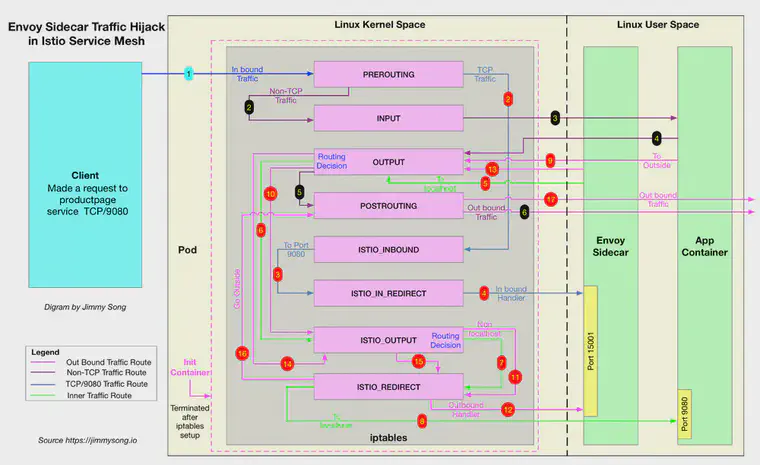 Envoy Sidecar Traffic Hijack
in Istio Service Mesh
Linux Kernel Space
Linux User Space
1
In bound
Traffic
PREROUTING
TCP
Traffic
Non-TCP
Traffic
2
2
INPUT
3
4
Routing
Decision
OUTPUT
9
To
Outside
13
To
localhost
5
10
5
POSTROUTING
17
Out bound
Traffic
Out bound
Traffic
6
6
Client
Made a request to
productpage
service TCP/9080
Pod
To Port
9080
ISTIO_INBOUND
Envoy
Sidecar
App
Container
3
Go Outside
ISTIO_IN_REDIRECT
4
In bound
Handler
Digram by Jimmy Song
Port 15001
Non
localhost
ISTIO_OUTPUT
Routing
Decision
Legend
Out Bound Traffic Route
Non-TCP Traffic Route
TCP/9080 Traffic Route
Inner Traffic Route
16
14
15
7
11
Init
Container
ISTIO_REDIRECT
Outbound
Handler
12
Port 9080
Terminated
after
iptables
setup
To
localhost
8
iptables
Source https://jimmysong.io